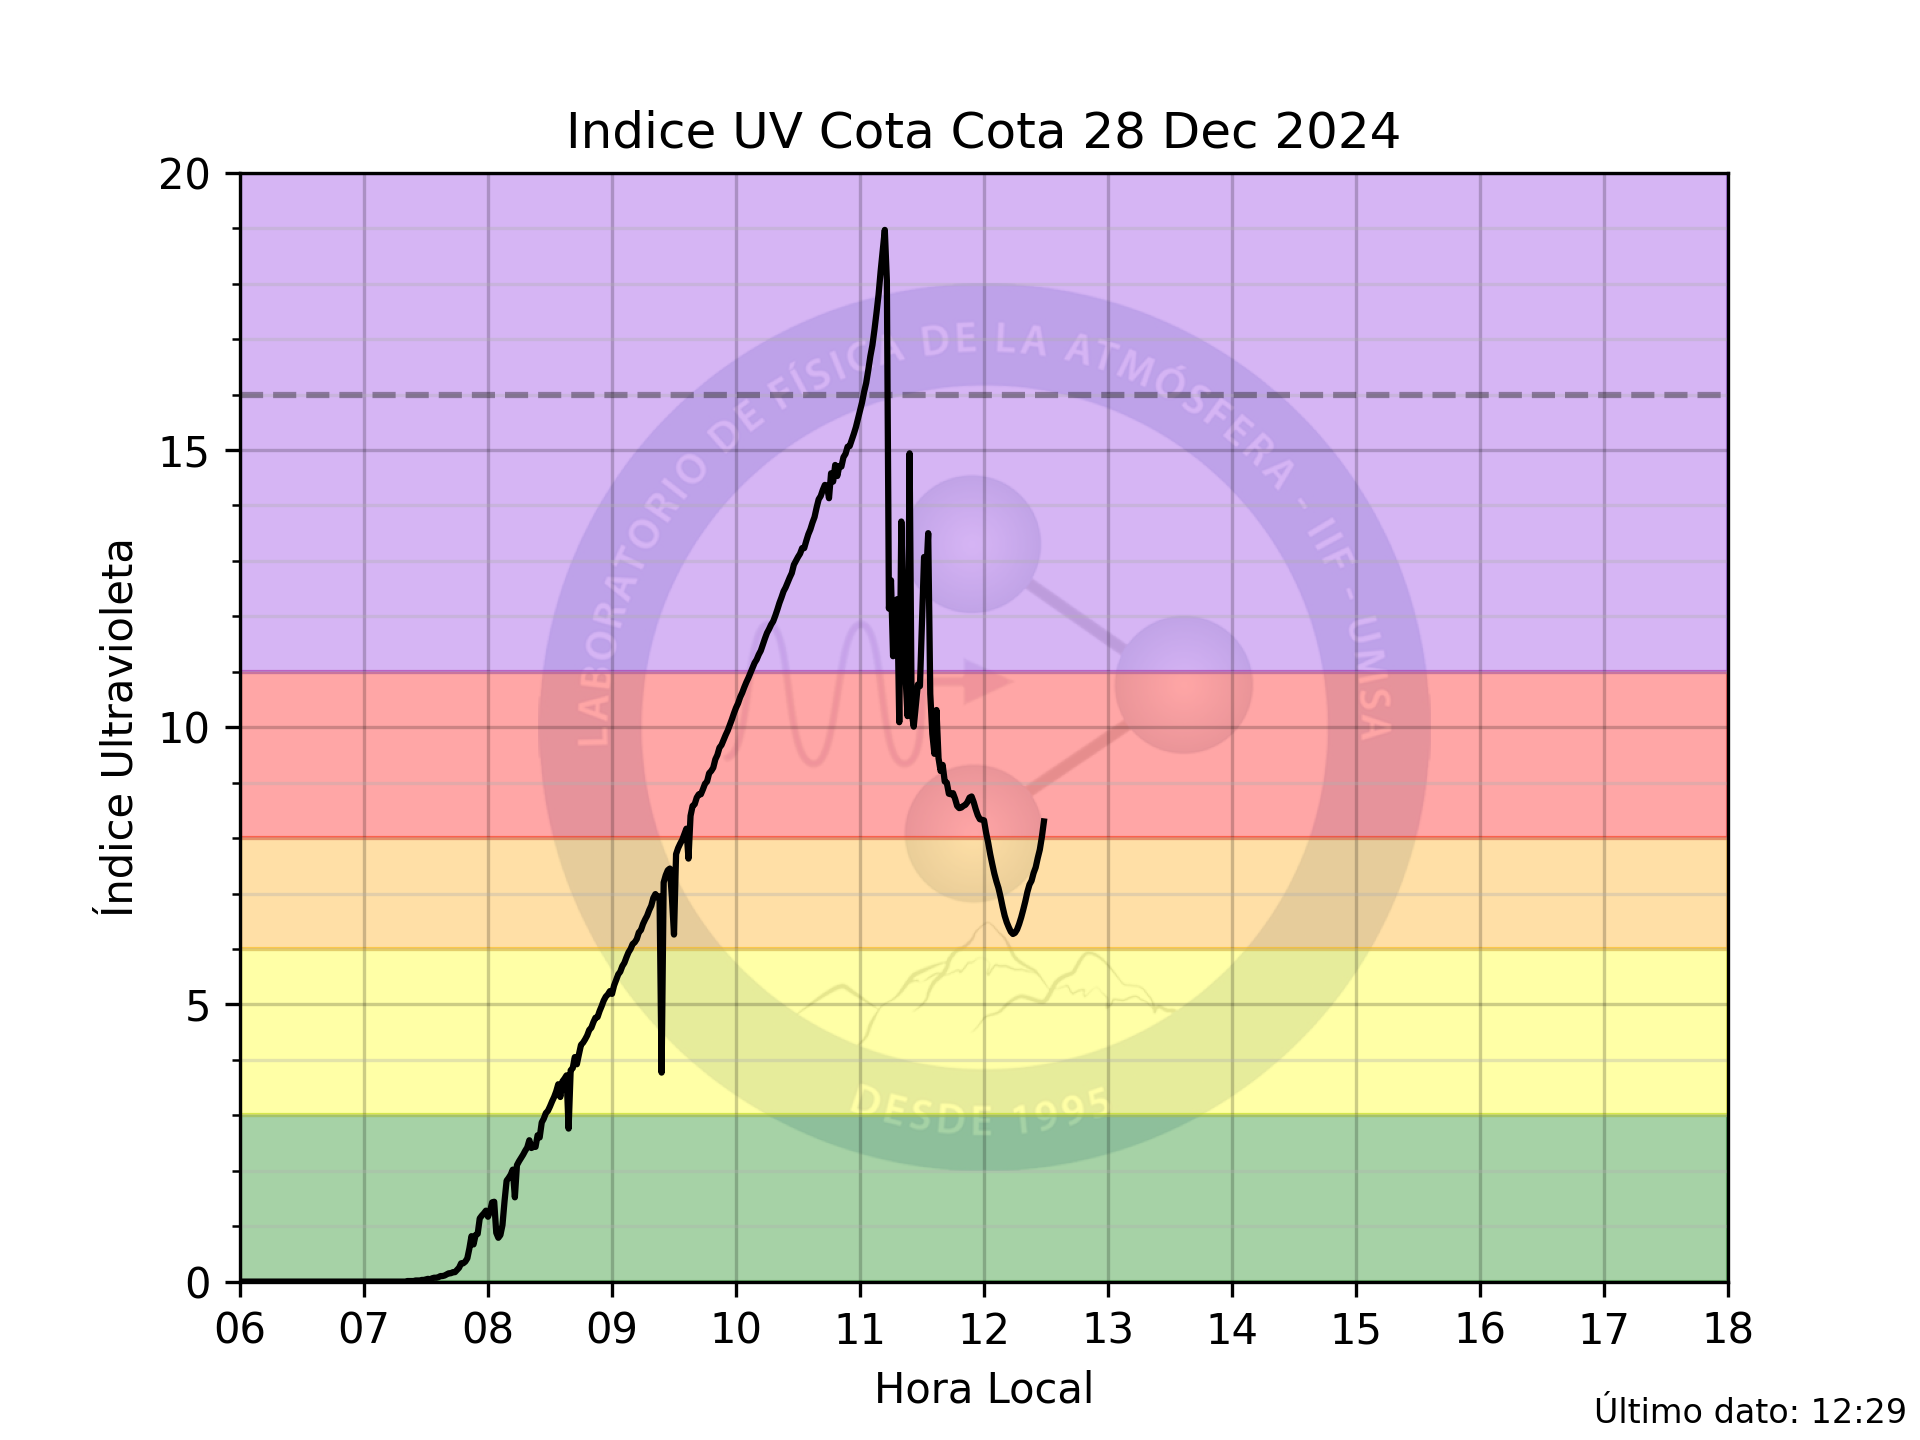 Indice UV Cota Cota 28 Dec 2024
20
15
10
5
0
Índice Ultravioleta
LABORATORIO DE FÍSICA DE LA ATMÓSFERA - IIF - UMSA
DESDE 1995
06 07 08 09 10 11 12 13 14 15 16 17 18
Hora Local
Último dato: 12:29